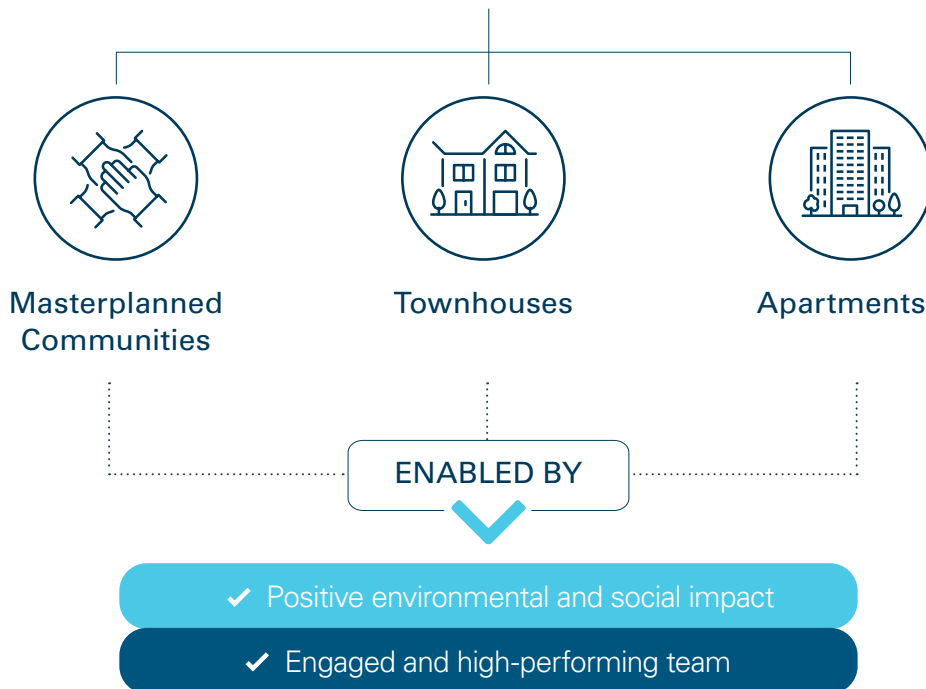 Masterplanned
Communities
Townhouses
Apartments
ENABLED BY
Positive environmental and social impact
Engaged and high-performing team